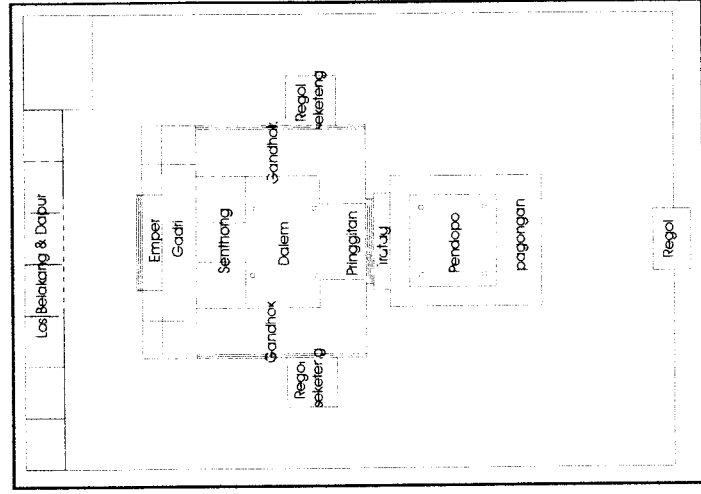 Los Belakang & Dapur
Emper
Gadri
Senthong
Gandhok
Gandhok
Dalem
Regol
seketeng
Regol
seketeng
Pringgitan
Pendopo
pagongan
Regol